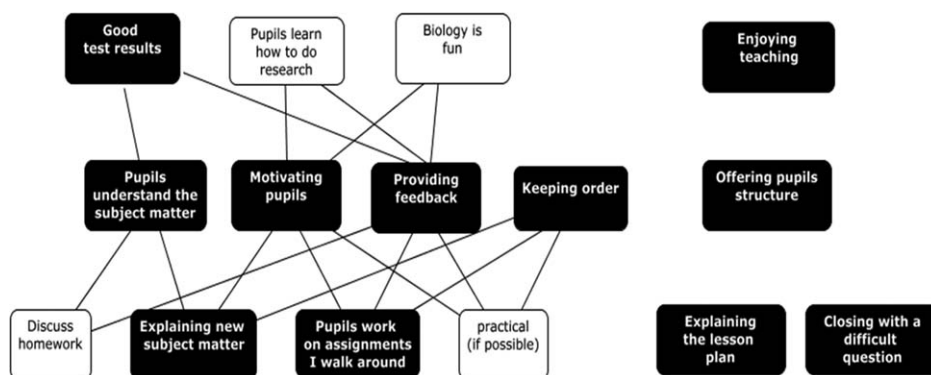 Good
test results
Pupils learn
how to do
research
Biology is
fun
Enjoying
teaching
Pupils
understand the
subject matter
Motivating
pupils
Providing
feedback
Keeping order
Offering pupils
structure
Discuss
homework
Explaining new
subject matter
Pupils work
on assignments
I walk around
practical
(if possible)
Explaining
the lesson
plan
Closing with a
difficult
question